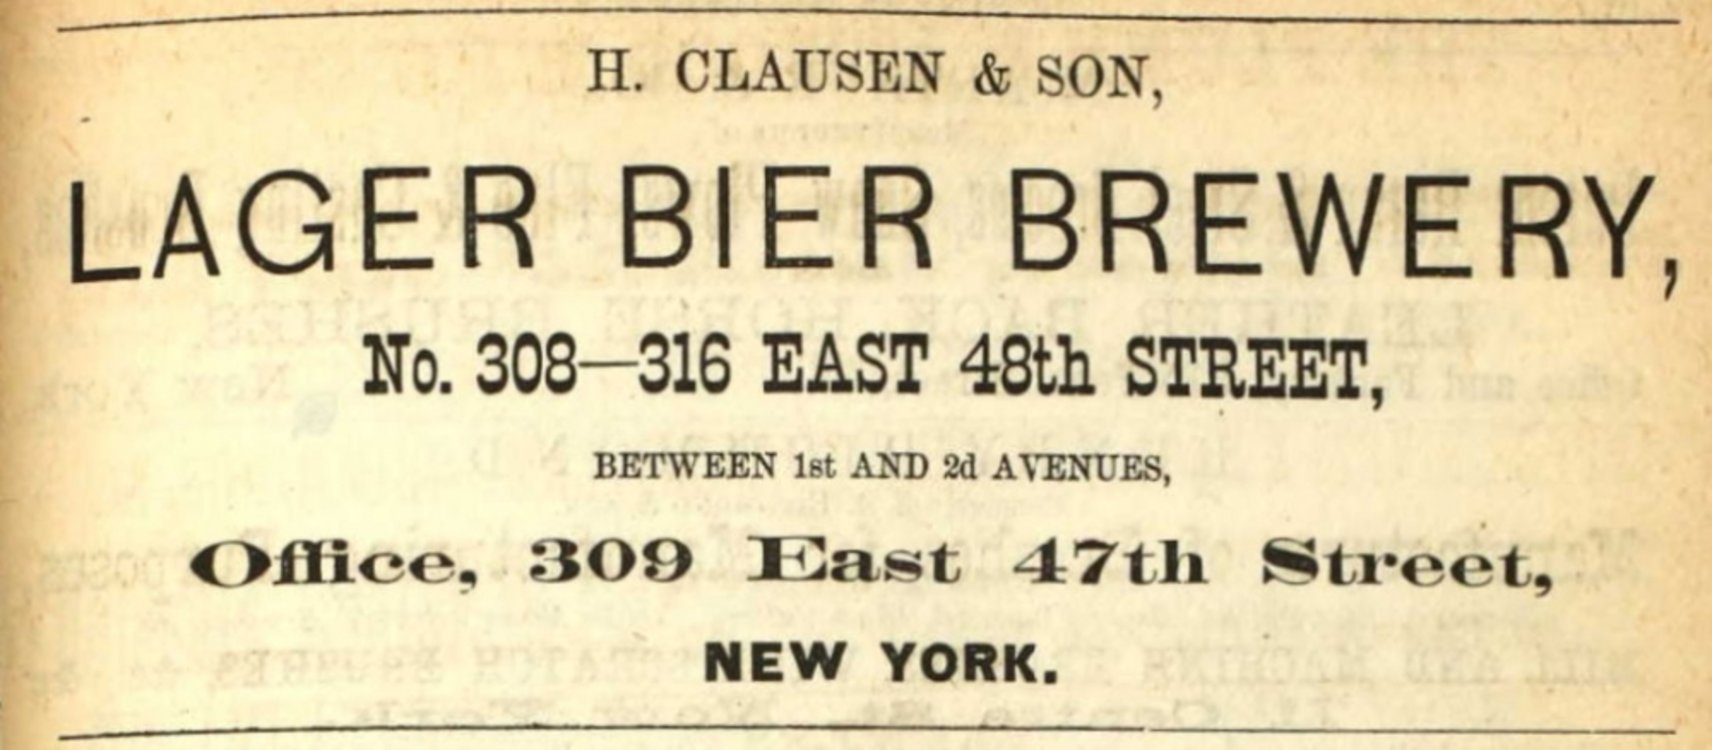 H. CLAUSEN & SON,
LAGER BIER BREWERY,
No. 308—316 EAST 48th STREET,
BETWEEN 1st AND 2d AVENUES,
Office, 309 East 47th Street,
NEW YORK.